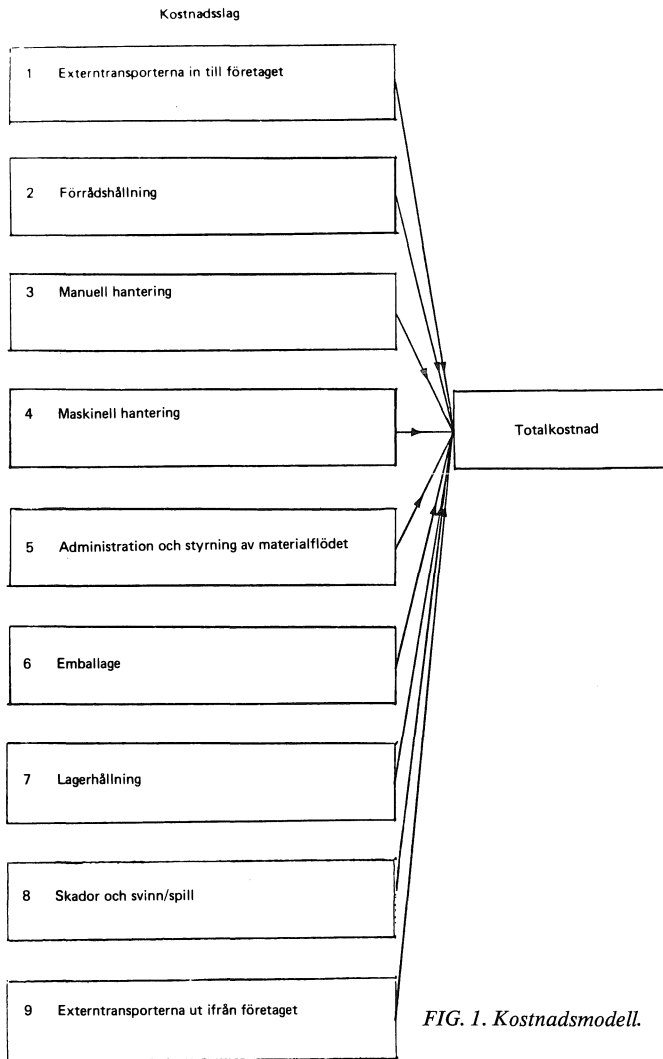 Kostnadsslag
1 Externtransporterna in till företaget
2 Förrådshållning
3 Manuell hantering
4 Maskinell hantering
Totalkostnad
5 Administration och styrning av materialflödet
6 Emballage
7 Lagerhållning
8 Skador och svinn/spill
9 Externtransporterna ut ifrån företaget
FIG. 1. Kostnadsmodell.